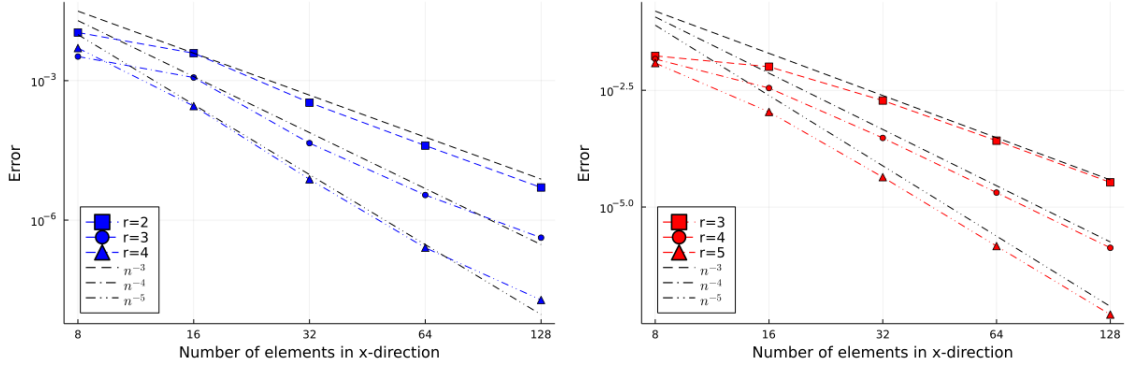 Error
10⁻³
10⁻⁶
r=2
r=3
r=4
n⁻³
n⁻⁴
n⁻⁵
8 16 32 64 128
Number of elements in x-direction
Error
10⁻²·⁵
10⁻⁵·⁰
r=3
r=4
r=5
n⁻³
n⁻⁴
n⁻⁵
8 16 32 64 128
Number of elements in x-direction